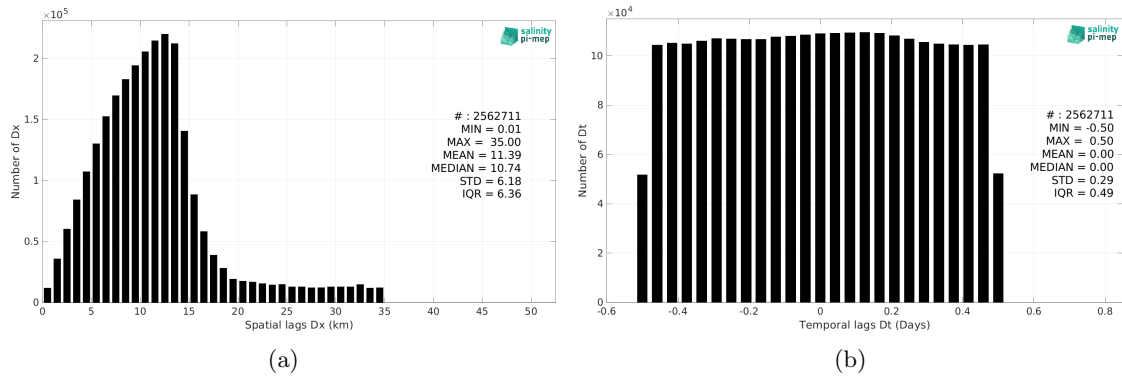 ×10^5
salinity
pi-mep
2
1.5
1
0.5
0
Number of Dx
# : 2562711
MIN = 0.01
MAX = 35.00
MEAN = 11.39
MEDIAN = 10.74
STD = 6.18
IQR = 6.36
0 5 10 15 20 25 30 35 40 45 50
Spatial lags Dx (km)
(a)
×10^4
salinity
pi-mep
10
8
6
4
2
0
Number of Dt
# : 2562711
MIN = -0.50
MAX = 0.50
MEAN = 0.00
MEDIAN = 0.00
STD = 0.29
IQR = 0.49
-0.6 -0.4 -0.2 0 0.2 0.4 0.6 0.8
Temporal lags Dt (Days)
(b)